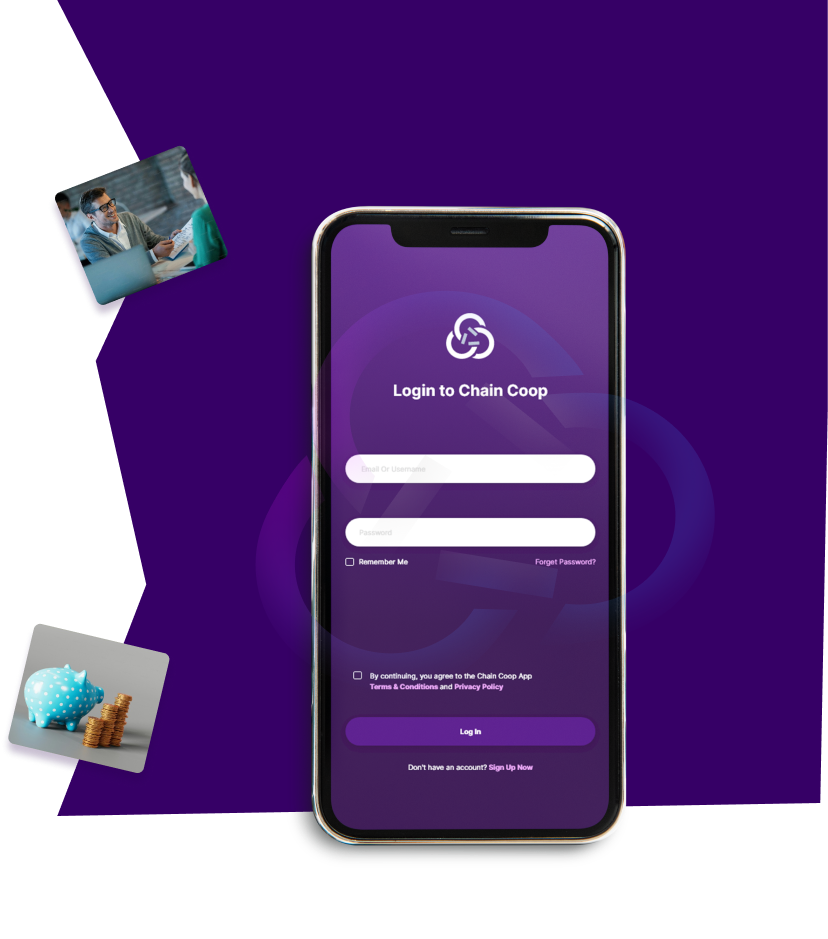 Login to Chain Coop
Email Or Username
Password
Remember Me
Forget Password?
By continuing, you agree to the Chain Coop App
Terms & Conditions and Privacy Policy
Log In
Don't have an account? Sign Up Now